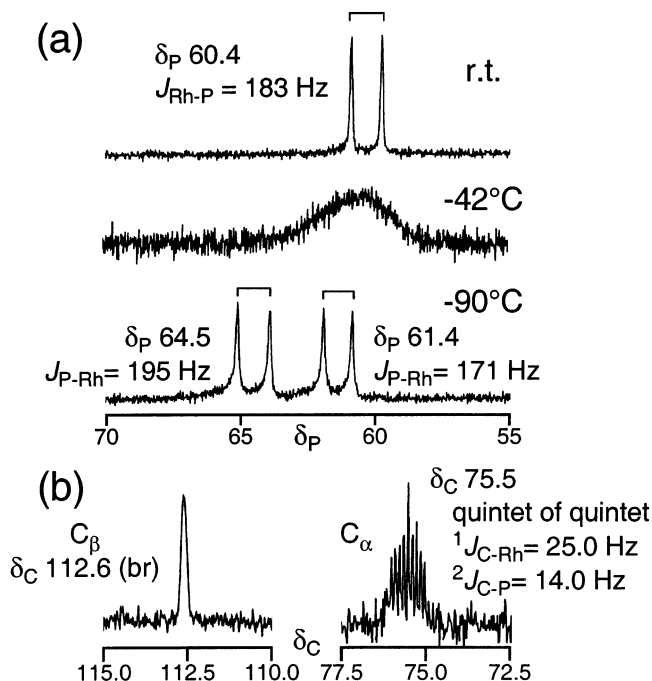 (a)
δP 60.4
JRh-P = 183 Hz
r.t.
-42°C
-90°C
δP 64.5
JP-Rh= 195 Hz
δP 61.4
JP-Rh= 171 Hz
70 65 δP 60 55
(b)
Cβ
δC 112.6 (br)
Cα
δC 75.5
quintet of quintet
1JC-Rh= 25.0 Hz
2JC-P= 14.0 Hz
115.0 112.5 110.0 δC 77.5 75.0 72.5